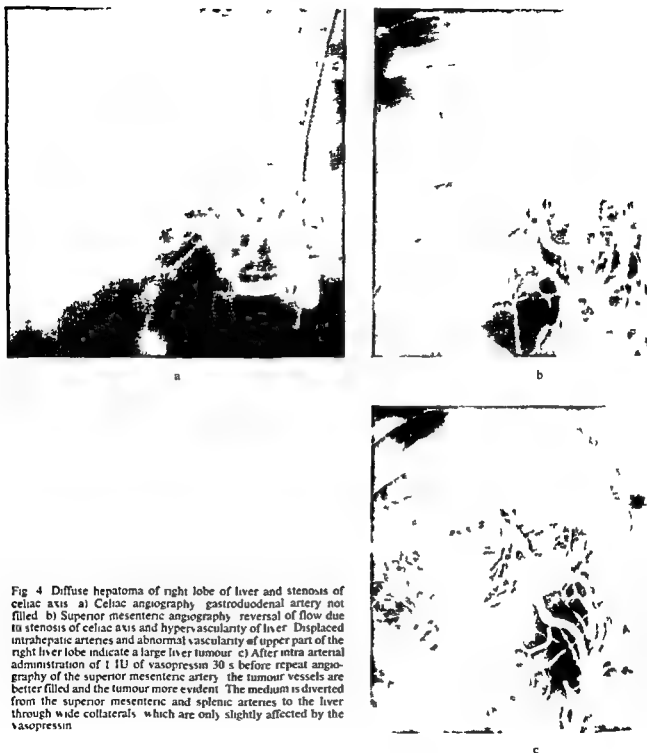 a
b
Fig 4 Diffuse hepatoma of right lobe of liver and stenosis of
celiac axis a) Celiac angiography gastroduodenal artery not
filled b) Superior mesenteric angiography reversal of flow due
to stenosis of celiac axis and hypervascularity of liver Displaced
intrahepatic arteries and abnormal vascularity of upper part of the
right liver lobe indicate a large liver tumour c) After intra arterial
administration of 1 IU of vasopressin 30 s before repeat angio-
graphy of the superior mesenteric artery the tumour vessels are
better filled and the tumour more evident The medium is diverted
from the superior mesenteric and splenic arteries to the liver
through wide collaterals which are only slightly affected by the
vasopressin
c